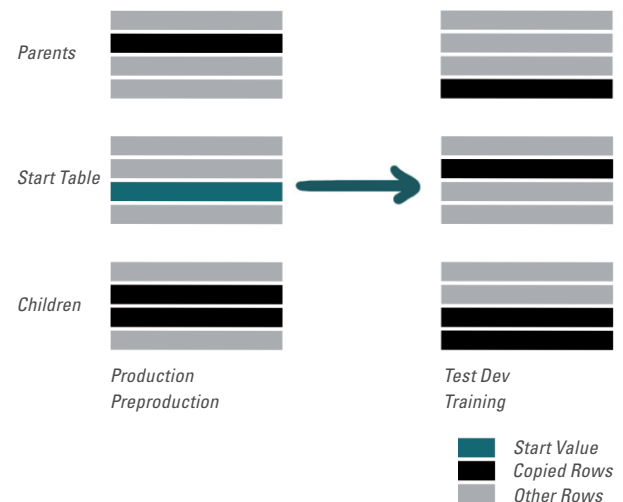 Parents
Start Table
Children
Production
Preproduction
Test Dev
Training
Start Value
Copied Rows
Other Rows